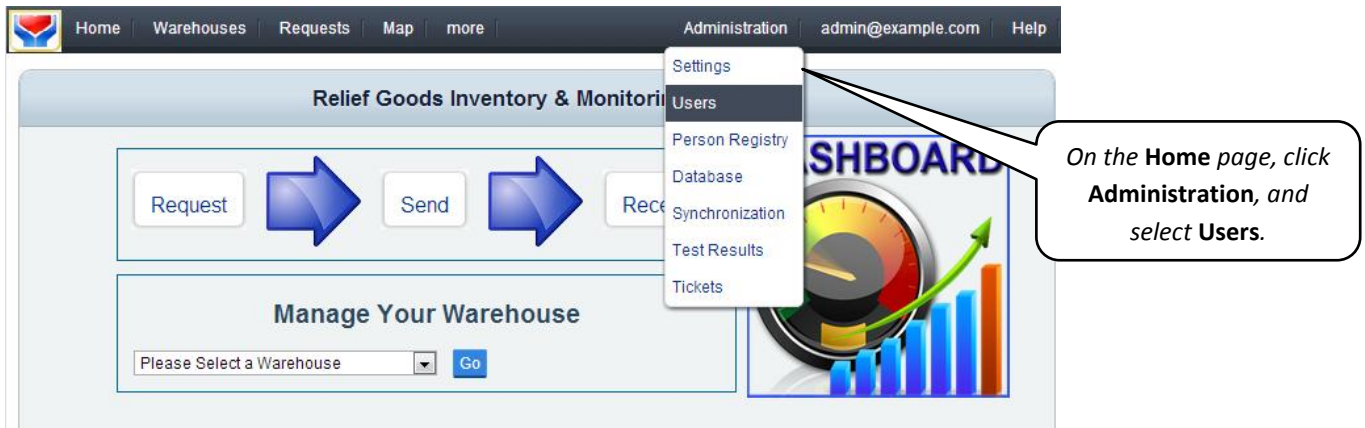 Home Warehouses Requests Map more Administration admin@example.com Help
Settings
Users
Person Registry
Database
Synchronization
Test Results
Tickets
Relief Goods Inventory & Monitori
Request Send Rece
SHBOARD
Manage Your Warehouse
Please Select a Warehouse Go
On the Home page, click
Administration, and
select Users.